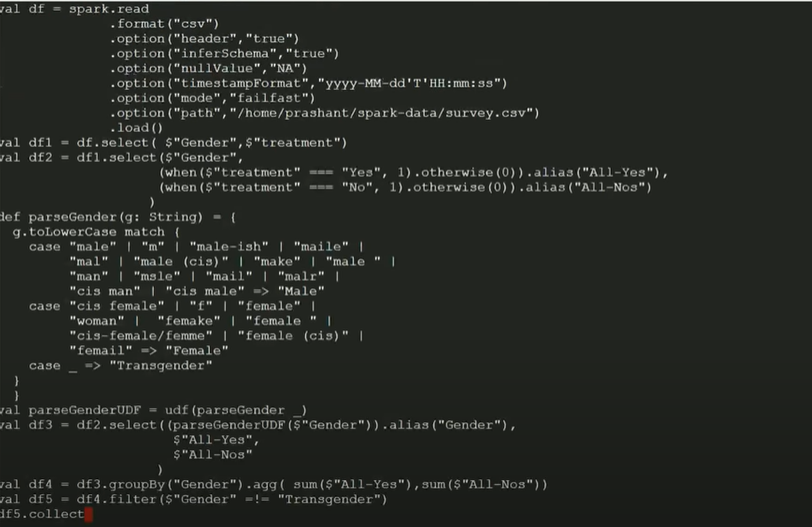 val df = spark.read
.format("csv")
.option("header","true")
.option("inferSchema","true")
.option("nullValue","NA")
.option("timestampFormat","yyyy-MM-dd'T'HH:mm:ss")
.option("mode","failfast")
.option("path","/home/prashant/spark-data/survey.csv")
.load()
val df1 = df.select( $"Gender",$"treatment")
val df2 = df1.select($"Gender",
(when($"treatment" === "Yes", 1).otherwise(0)).alias("All-Yes"),
(when($"treatment" === "No", 1).otherwise(0)).alias("All-Nos")
)
def parseGender(g: String) = {
g.toLowerCase match {
case "male" | "m" | "male-ish" | "maile" |
"mal" | "male (cis)" | "make" | "male " |
"man" | "msle" | "mail" | "malr" |
"cis man" | "cis male" => "Male"
case "cis female" | "f" | "female" |
"woman" | "femake" | "female " |
"cis-female/femme" | "female (cis)" |
"femail" => "Female"
case _ => "Transgender"
}
}
val parseGenderUDF = udf(parseGender _)
val df3 = df2.select((parseGenderUDF($"Gender")).alias("Gender"),
$"All-Yes",
$"All-Nos"
)
val df4 = df3.groupBy("Gender").agg( sum($"All-Yes"),sum($"All-Nos"))
val df5 = df4.filter($"Gender" =!= "Transgender")
df5.collect